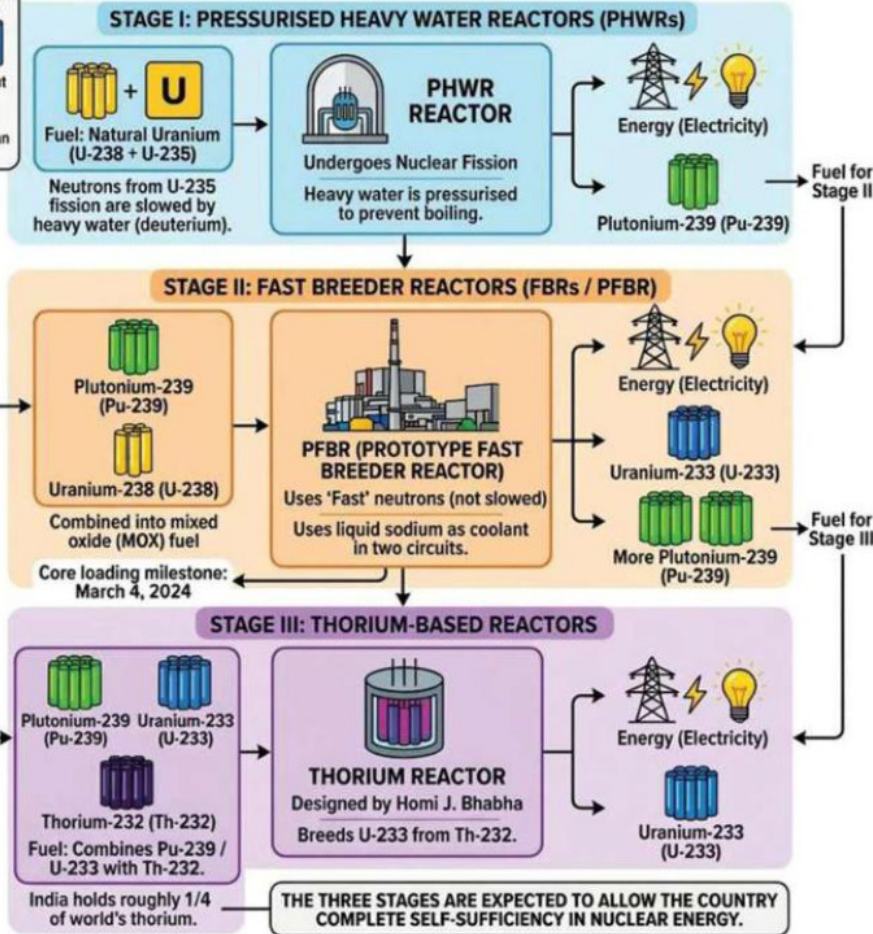 STAGE I: PRESSURISED HEAVY WATER REACTORS (PHWRs)
+ U
Fuel: Natural Uranium
(U-238 + U-235)
Neutrons from U-235
fission are slowed by
heavy water (deuterium).
PHWR
REACTOR
Undergoes Nuclear Fission
Heavy water is pressurised
to prevent boiling.
Energy (Electricity)
Plutonium-239 (Pu-239)
Fuel for
Stage II
STAGE II: FAST BREEDER REACTORS (FBRs / PFBR)
Plutonium-239
(Pu-239)
Uranium-238 (U-238)
Combined into mixed
oxide (MOX) fuel
Core loading milestone:
March 4, 2024
PFBR (PROTOTYPE FAST
BREEDER REACTOR)
Uses 'Fast' neutrons (not slowed)
Uses liquid sodium as coolant
in two circuits.
Energy (Electricity)
Uranium-233 (U-233)
More Plutonium-239
(Pu-239)
Fuel for
Stage III
STAGE III: THORIUM-BASED REACTORS
Plutonium-239
(Pu-239)
Uranium-233
(U-233)
Thorium-232 (Th-232)
Fuel: Combines Pu-239 /
U-233 with Th-232.
India holds roughly 1/4
of world's thorium.
THORIUM REACTOR
Designed by Homi J. Bhabha
Breeds U-233 from Th-232.
Energy (Electricity)
Uranium-233
(U-233)
THE THREE STAGES ARE EXPECTED TO ALLOW THE COUNTRY
COMPLETE SELF-SUFFICIENCY IN NUCLEAR ENERGY.